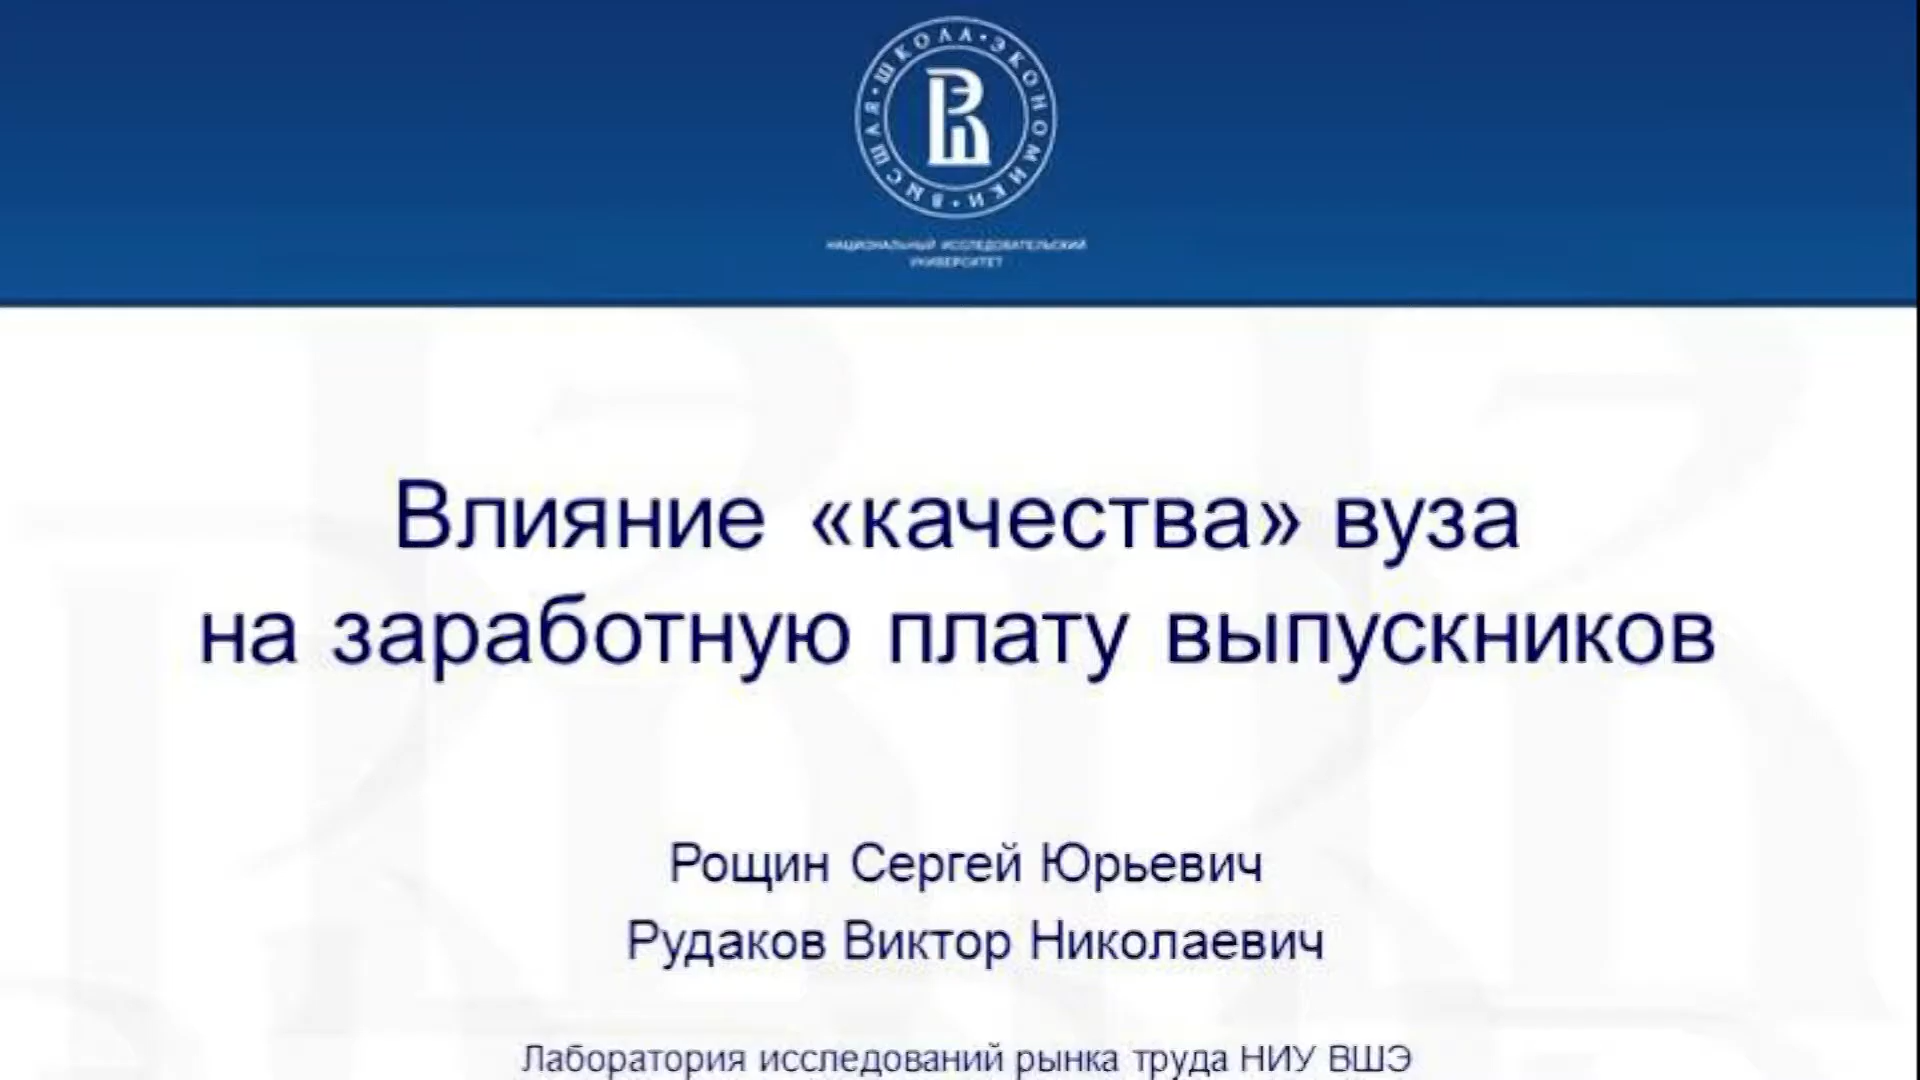 ВЫСШАЯ • ШКОЛА • ЭКОНОМИКИ •
НАЦИОНАЛЬНЫЙ ИССЛЕДОВАТЕЛЬСКИЙ
УНИВЕРСИТЕТ
Влияние «качества» вуза
на заработную плату выпускников
Рощин Сергей Юрьевич
Рудаков Виктор Николаевич
Лаборатория исследований рынка труда НИУ ВШЭ